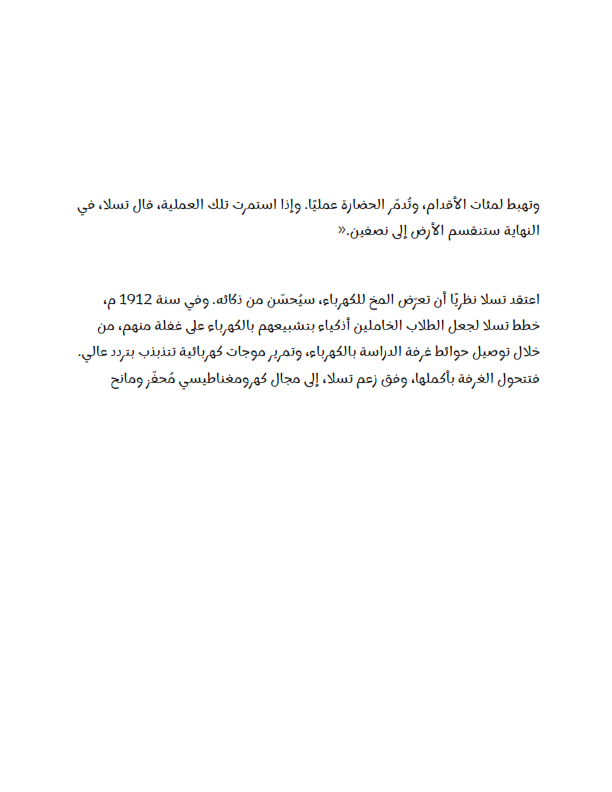 وتهبط لمئات الأقدام، وتُدمّر الحضارة عمليًا. وإذا استمرت تلك العملية، قال تسلا، في
النهاية ستنقسم الأرض إلى نصفين.»
اعتقد تسلا نظريًا أن تعرّض المخ للكهرباء، سيُحسّن من ذكائه. وفي سنة 1912 م،
خطط تسلا لجعل الطلاب الخاملين أذكياء بتشبيعهم بالكهرباء على غفلة منهم، من
خلال توصيل حوائط غرفة الدراسة بالكهرباء، وتمرير موجات كهربائية تتذبذب بتردد عالي.
فتتحول الغرفة بأكملها، وفق زعم تسلا، إلى مجال كهرومغناطيسي مُحفّز ومانح